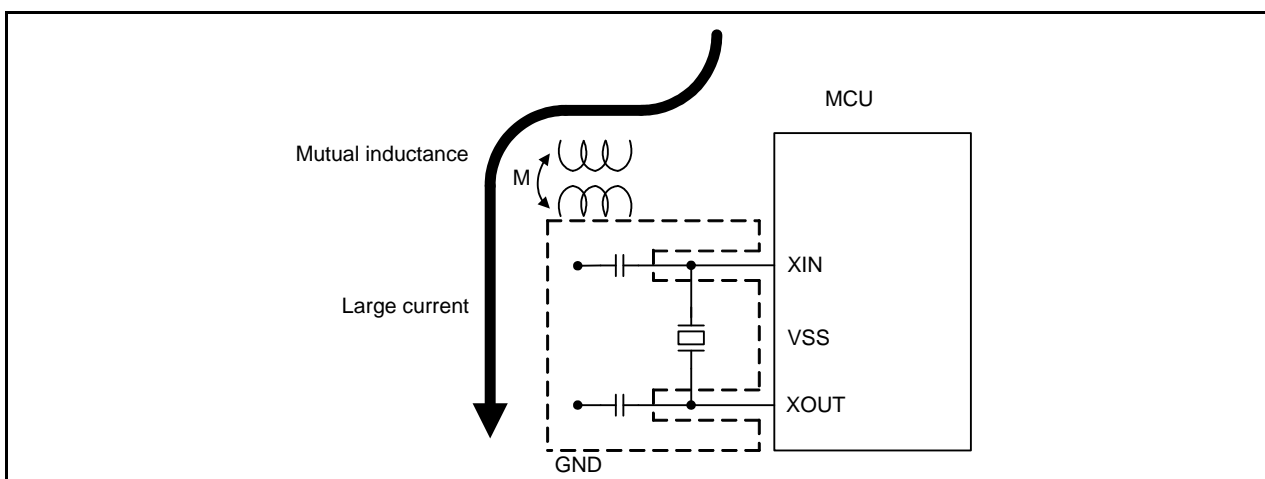 MCU
Mutual inductance
M
XIN
Large current
VSS
XOUT
GND